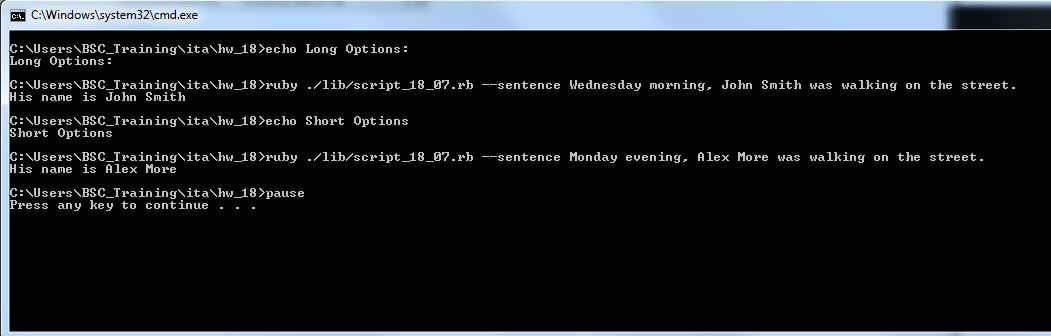 C:\Windows\system32\cmd.exe
C:\Users\BSC_Training\ita\hw_18>echo Long Options:
Long Options:
C:\Users\BSC_Training\ita\hw_18>ruby ./lib/script_18_07.rb --sentence Wednesday morning, John Smith was walking on the street.
His name is John Smith
C:\Users\BSC_Training\ita\hw_18>echo Short Options
Short Options
C:\Users\BSC_Training\ita\hw_18>ruby ./lib/script_18_07.rb --sentence Monday evening, Alex More was walking on the street.
His name is Alex More
C:\Users\BSC_Training\ita\hw_18>pause
Press any key to continue . . .